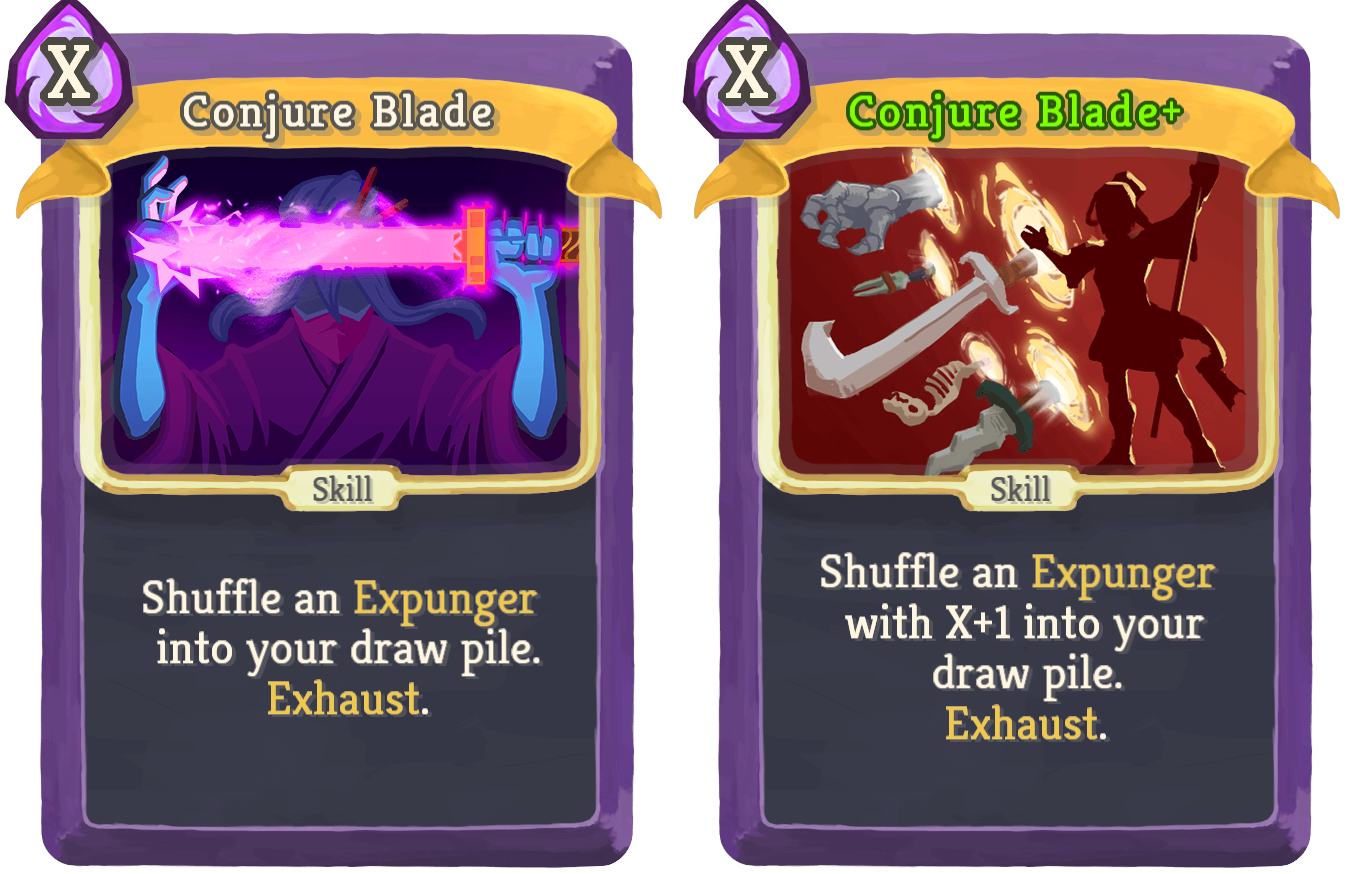 X
Conjure Blade
Skill
Shuffle an Expunger
into your draw pile.
Exhaust.
X
Conjure Blade+
Skill
Shuffle an Expunger
with X+1 into your
draw pile.
Exhaust.